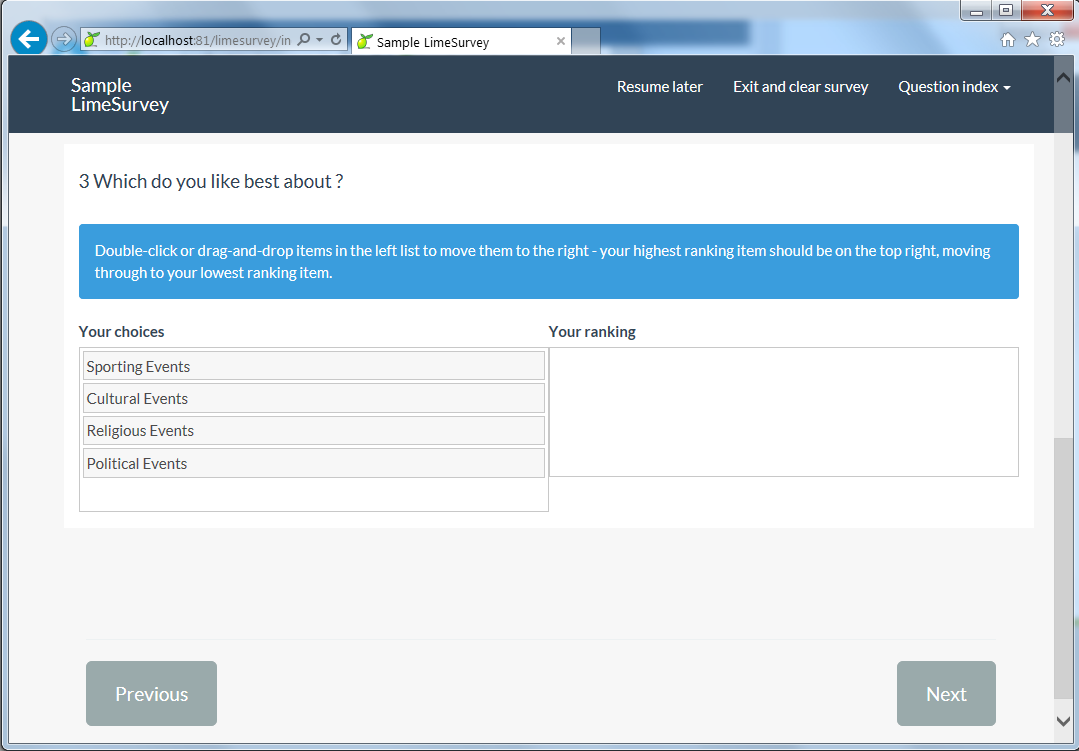 http://localhost:81/limesurvey/in
Sample LimeSurvey
Sample
LimeSurvey
Resume later
Exit and clear survey
Question index
3 Which do you like best about ?
Double-click or drag-and-drop items in the left list to move them to the right - your highest ranking item should be on the top right, moving
through to your lowest ranking item.
Your choices
Your ranking
Sporting Events
Cultural Events
Religious Events
Political Events
Previous
Next